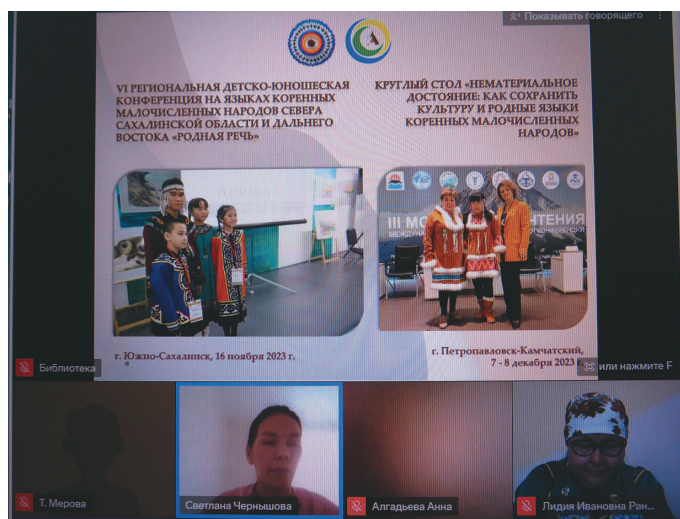 Показывать говорящего
VI РЕГИОНАЛЬНАЯ ДЕТСКО-ЮНОШЕСКАЯ
КОНФЕРЕНЦИЯ НА ЯЗЫКАХ КОРЕННЫХ
МАЛОЧИСЛЕННЫХ НАРОДОВ СЕВЕРА
САХАЛИНСКОЙ ОБЛАСТИ И ДАЛЬНЕГО
ВОСТОКА «РОДНАЯ РЕЧЬ»
КРУГЛЫЙ СТОЛ «НЕМАТЕРИАЛЬНОЕ
ДОСТОЯНИЕ: КАК СОХРАНИТЬ
КУЛЬТУРУ И РОДНЫЕ ЯЗЫКИ
КОРЕННЫХ МАЛОЧИСЛЕННЫХ
НАРОДОВ»
III
ЧТЕНИЯ
г. Южно-Сахалинск, 16 ноября 2023 г.
г. Петропавловск-Камчатский,
7 - 8 декабря 2023 г.
или нажмите F
Библиотека
Т. Мерова
Светлана Чернышова
Алгадьева Анна
Лидия Ивановна Ран...